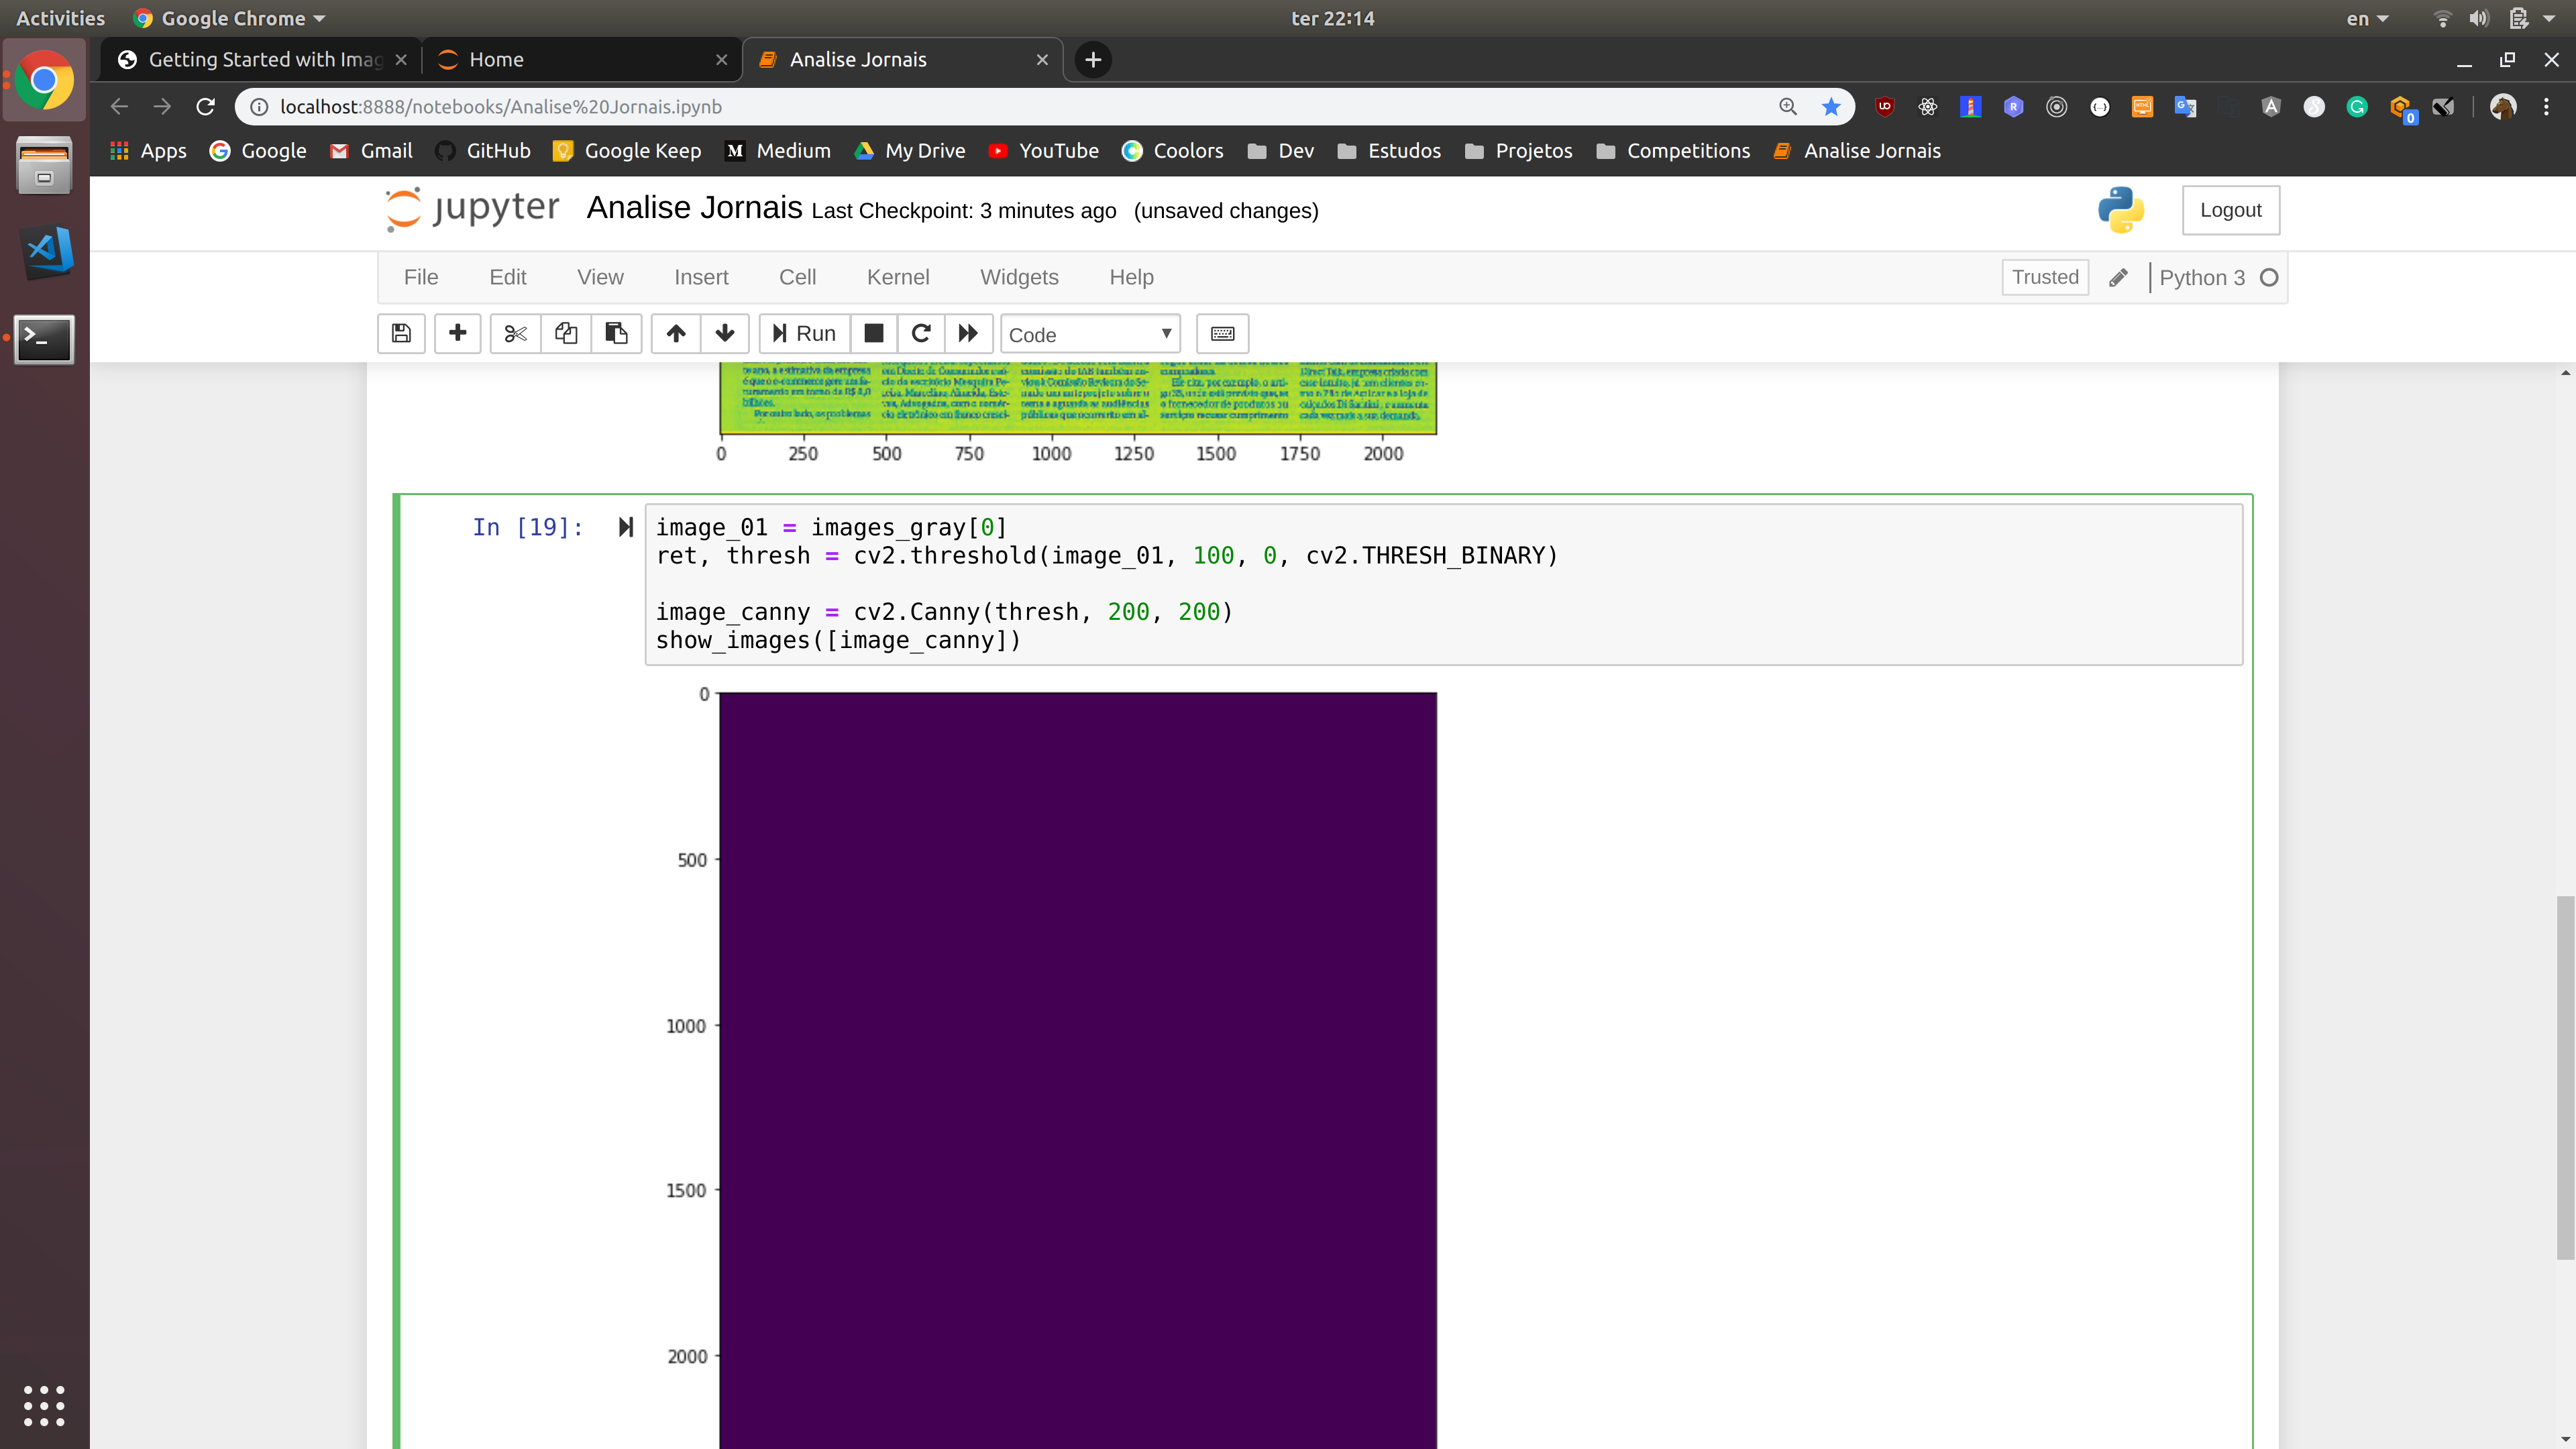 Activities Google Chrome ter 22:14 en
Getting Started with Imag Home Analise Jornais
localhost:8888/notebooks/Analise%20Jornais.ipynb
Apps Google Gmail GitHub Google Keep Medium My Drive YouTube Coolors Dev Estudos Projetos Competitions Analise Jornais
jupyter Analise Jornais Last Checkpoint: 3 minutes ago (unsaved changes) Logout
File Edit View Insert Cell Kernel Widgets Help Trusted Python 3
Run Code
0 250 500 750 1000 1250 1500 1750 2000
In [19]:
image_01 = images_gray[0]
ret, thresh = cv2.threshold(image_01, 100, 0, cv2.THRESH_BINARY)
image_canny = cv2.Canny(thresh, 200, 200)
show_images([image_canny])
0
500
1000
1500
2000